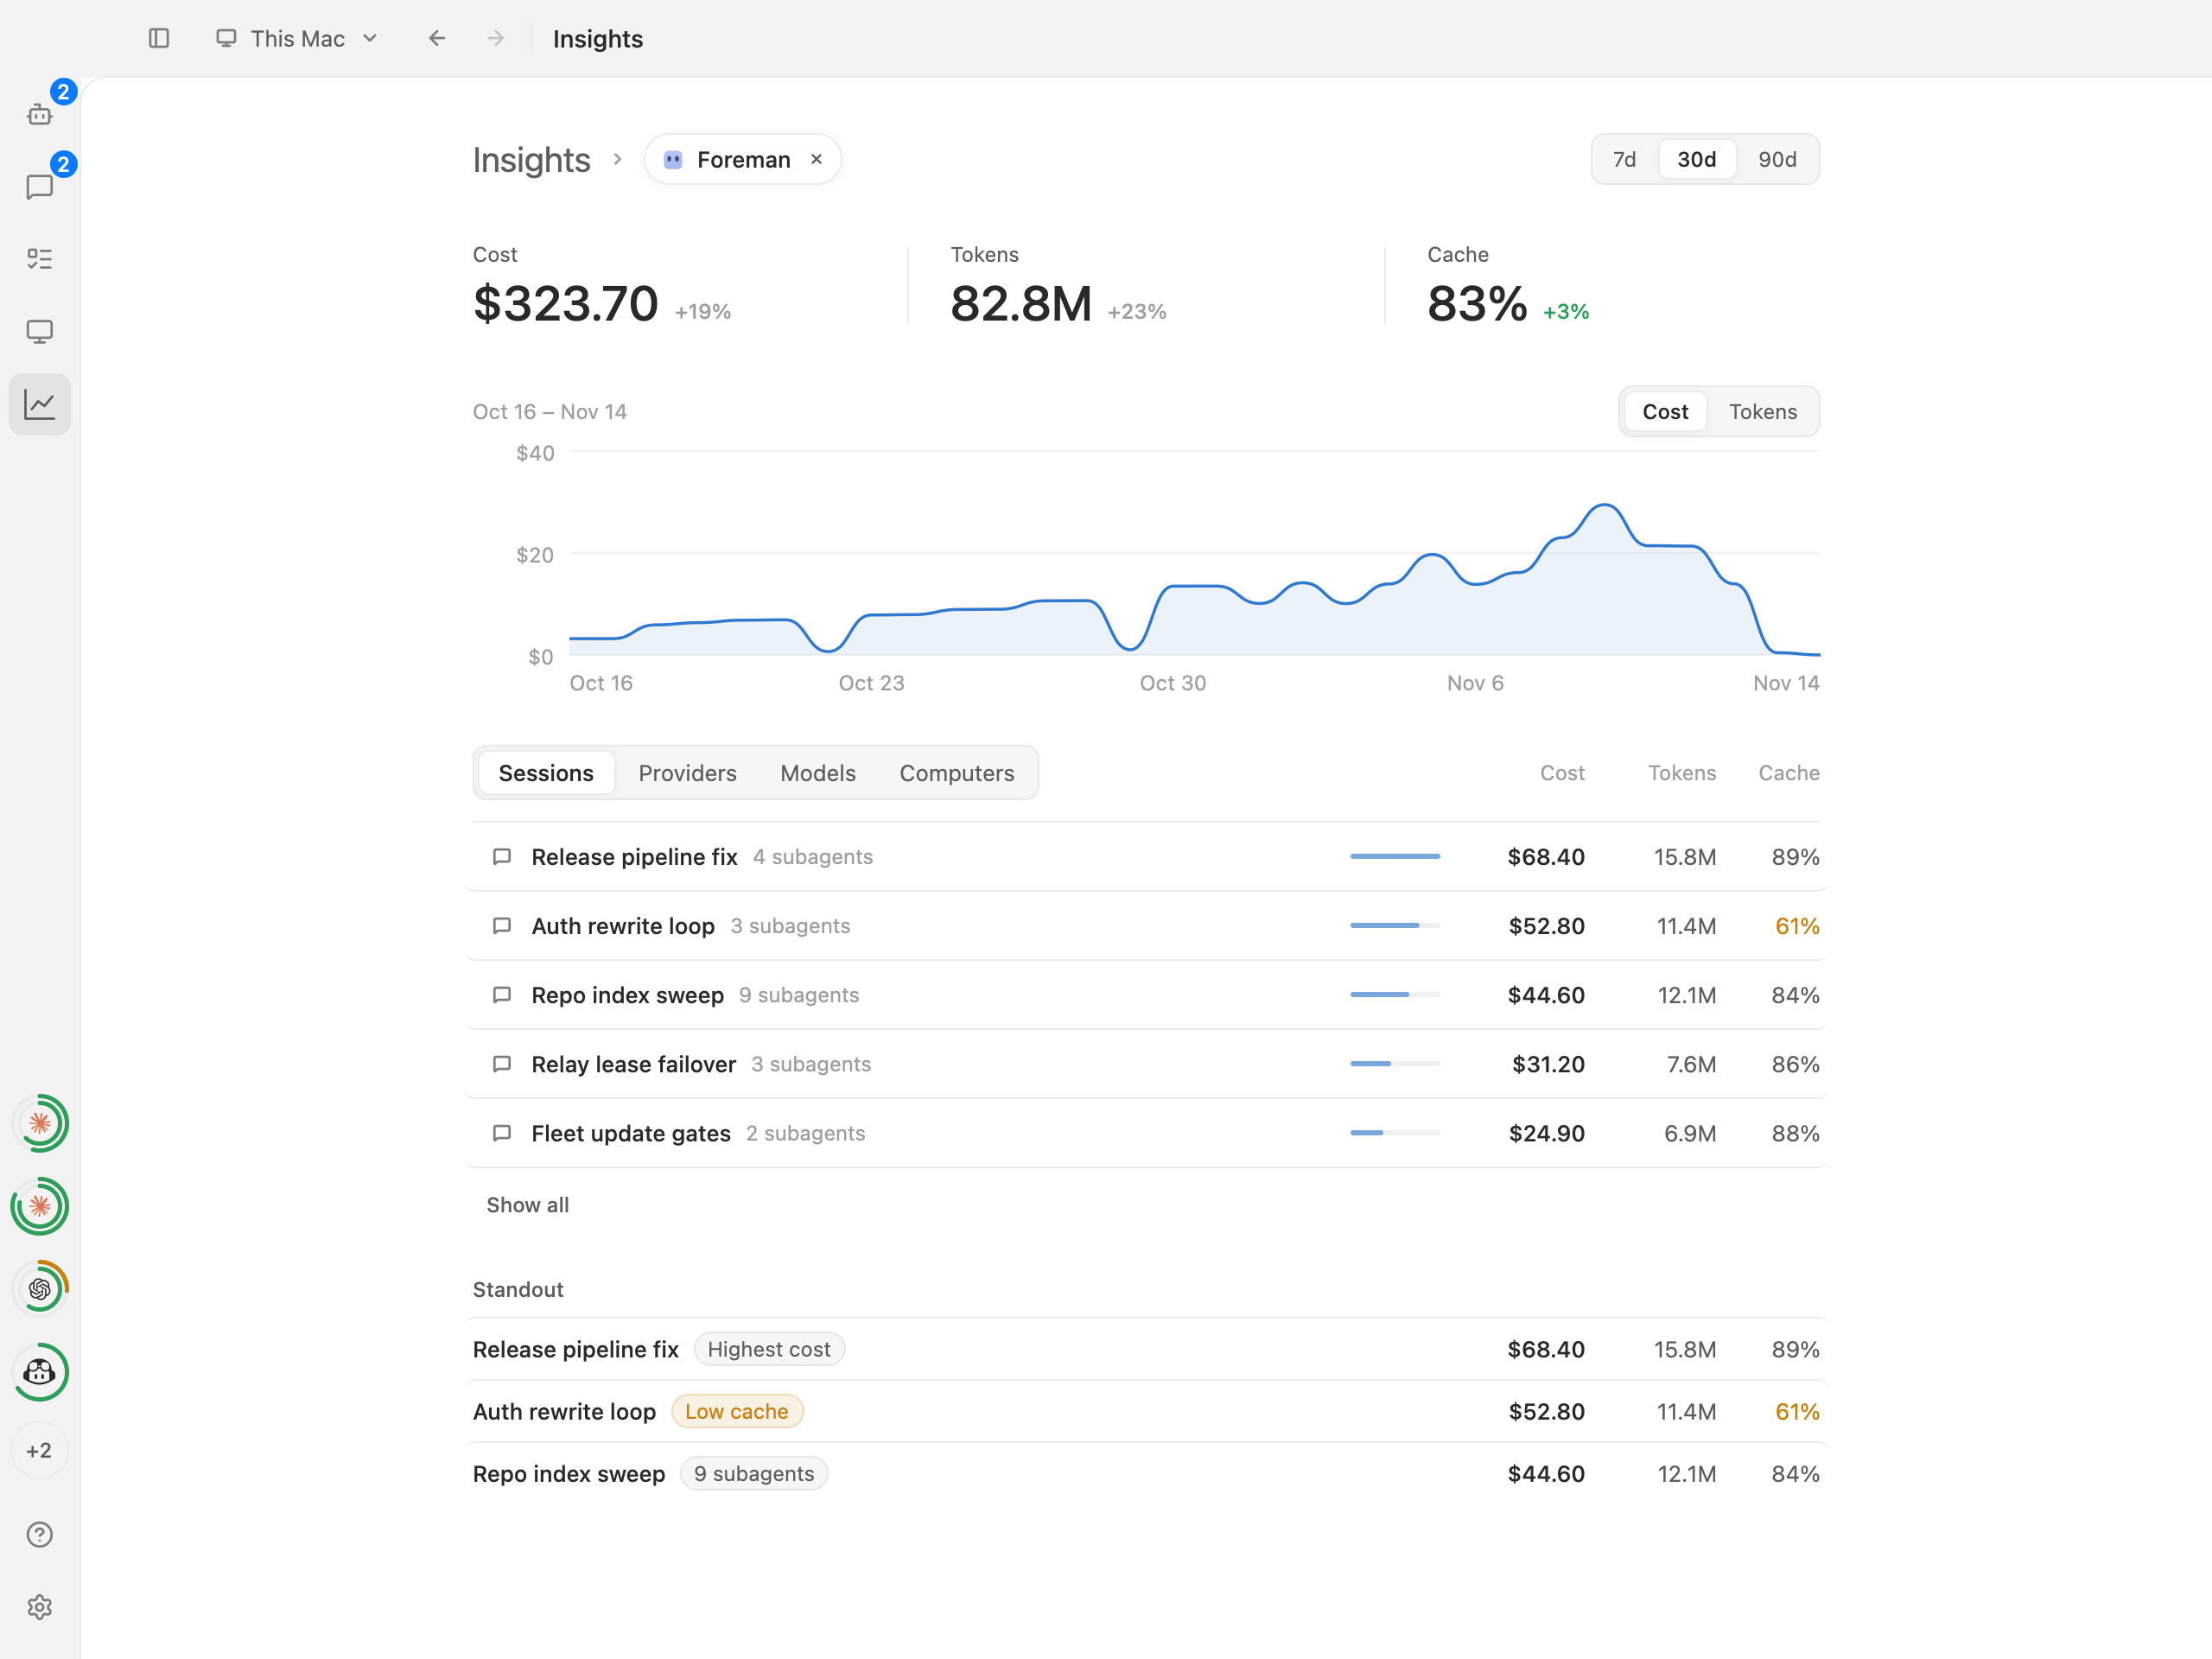 This Mac
Insights
2
2
Insights
Foreman
7d 30d 90d
Cost
$323.70 +19%
Tokens
82.8M +23%
Cache
83% +3%
Oct 16 – Nov 14
Cost Tokens
$40
$20
$0
Oct 16 Oct 23 Oct 30 Nov 6 Nov 14
Sessions Providers Models Computers Cost Tokens Cache
Release pipeline fix 4 subagents $68.40 15.8M 89%
Auth rewrite loop 3 subagents $52.80 11.4M 61%
Repo index sweep 9 subagents $44.60 12.1M 84%
Relay lease failover 3 subagents $31.20 7.6M 86%
Fleet update gates 2 subagents $24.90 6.9M 88%
Show all
Standout
Release pipeline fix Highest cost $68.40 15.8M 89%
Auth rewrite loop Low cache $52.80 11.4M 61%
Repo index sweep 9 subagents $44.60 12.1M 84%
+2